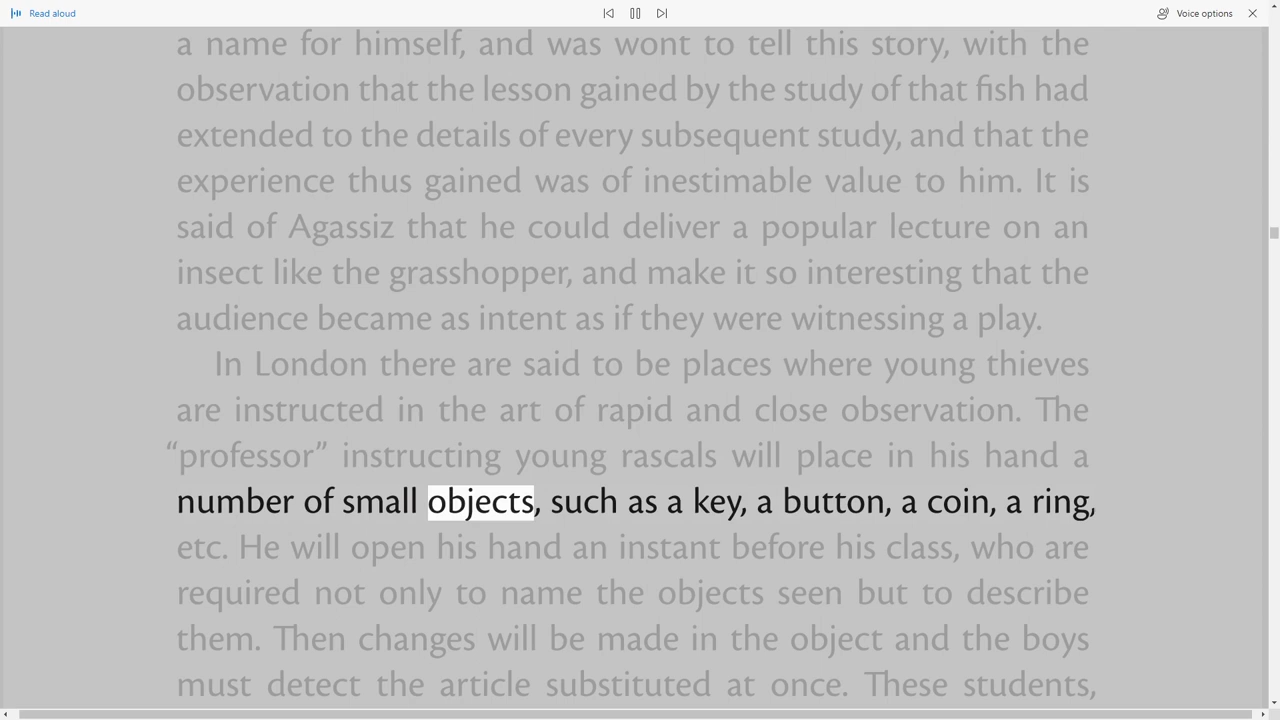 Read aloud
Voice options
a name for himself, and was wont to tell this story, with the
observation that the lesson gained by the study of that fish had
extended to the details of every subsequent study, and that the
experience thus gained was of inestimable value to him. It is
said of Agassiz that he could deliver a popular lecture on an
insect like the grasshopper, and make it so interesting that the
audience became as intent as if they were witnessing a play.
In London there are said to be places where young thieves
are instructed in the art of rapid and close observation. The
“professor” instructing young rascals will place in his hand a
number of small objects, such as a key, a button, a coin, a ring,
etc. He will open his hand an instant before his class, who are
required not only to name the objects seen but to describe
them. Then changes will be made in the object and the boys
must detect the article substituted at once. These students,